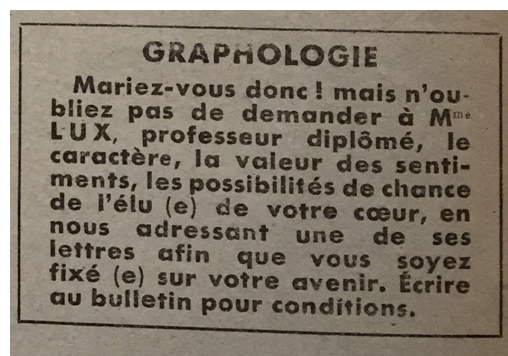 GRAPHOLOGIE
Mariez-vous donc ! mais n'ou-
bliez pas de demander à Mme
LUX, professeur diplômé, le
caractère, la valeur des senti-
ments, les possibilités de chance
de l'élu (e) de votre cœur, en
nous adressant une de ses
lettres afin que vous soyez
fixé (e) sur votre avenir. Écrire
au bulletin pour conditions.